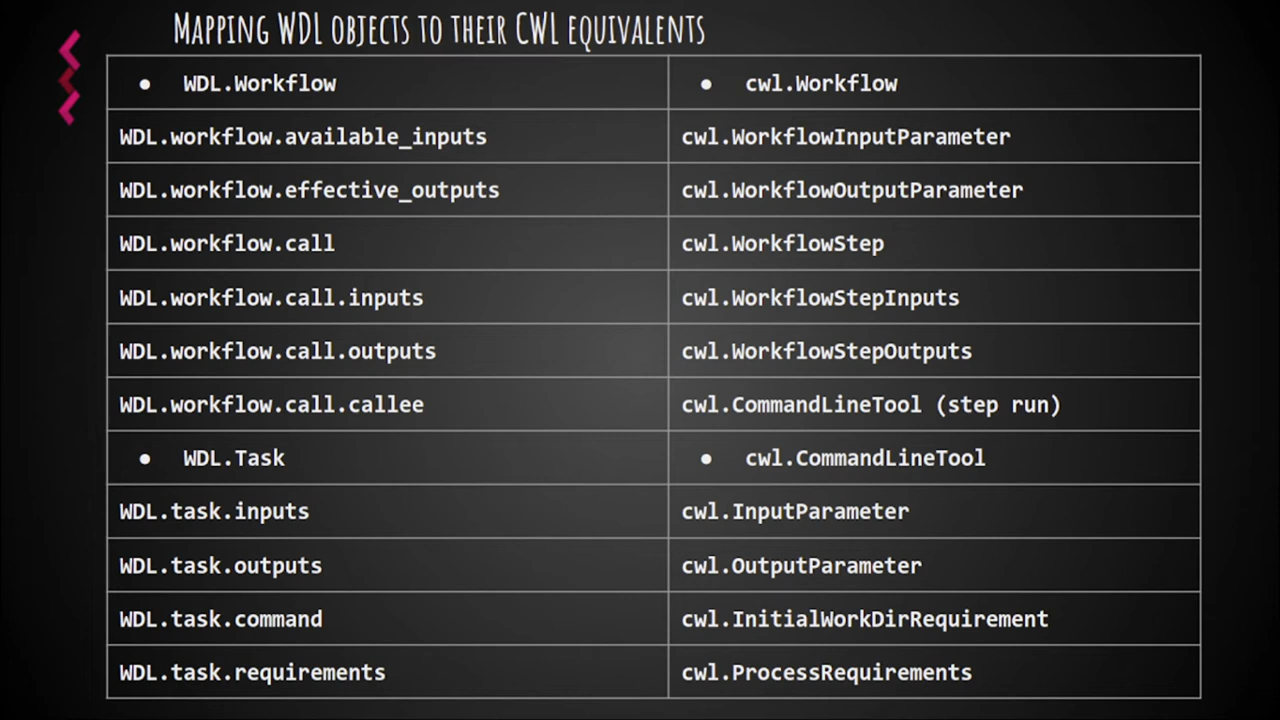 Mapping WDL objects to their CWL equivalents
● WDL.Workflow ● cwl.Workflow
WDL.workflow.available_inputs cwl.WorkflowInputParameter
WDL.workflow.effective_outputs cwl.WorkflowOutputParameter
WDL.workflow.call cwl.WorkflowStep
WDL.workflow.call.inputs cwl.WorkflowStepInputs
WDL.workflow.call.outputs cwl.WorkflowStepOutputs
WDL.workflow.call.callee cwl.CommandLineTool (step run)
● WDL.Task ● cwl.CommandLineTool
WDL.task.inputs cwl.InputParameter
WDL.task.outputs cwl.OutputParameter
WDL.task.command cwl.InitialWorkDirRequirement
WDL.task.requirements cwl.ProcessRequirements